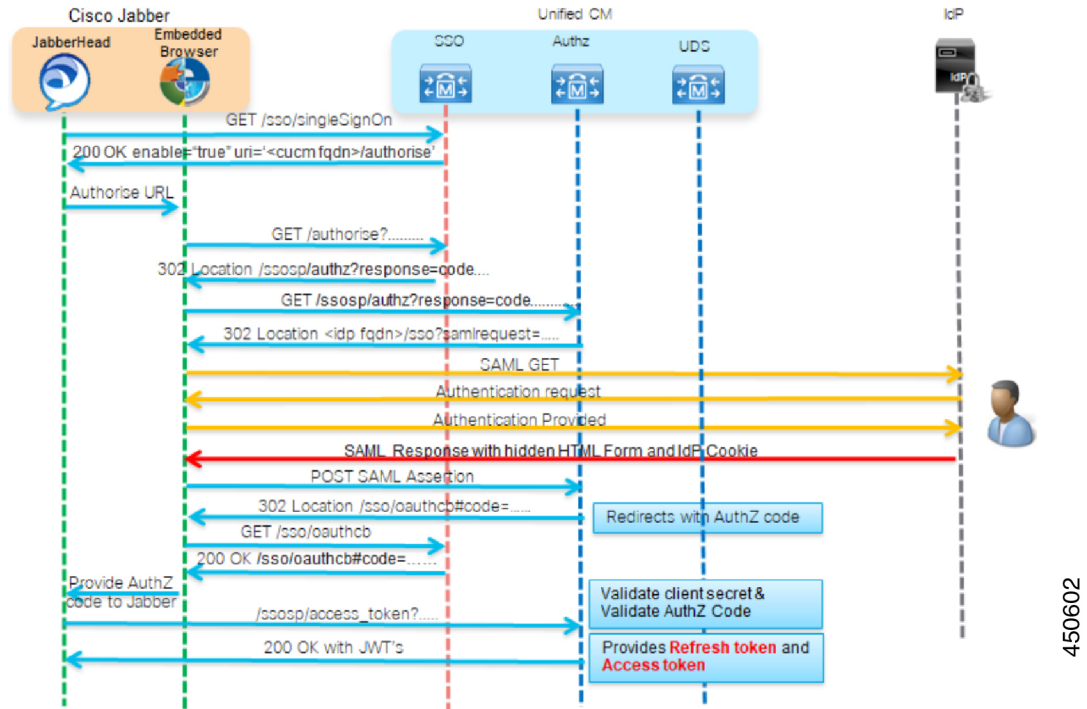 Cisco Jabber
Unified CM
IdP
JabberHead
Embedded
Browser
SSO
Authz
UDS
M
M
M
IdP
GET /sso/singleSignOn
200 OK enable="true" uri='<cucm fqdn>/authorise'
Authorise URL
GET /authorise?.........
302 Location /ssosp/authz?response=code....
GET /ssosp/authz?response=code............
302 Location <idp fqdn>/sso?samlrequest=.....
SAML GET
Authentication request
Authentication Provided
SAML Response with hidden HTML Form and IdP Cookie
POST SAML Assertion
302 Location /sso/oauthcb#code=......
Redirects with AuthZ code
GET /sso/oauthcb
200 OK /sso/oauthcb#code=.......
Provide AuthZ
code to Jabber
Validate client secret &
Validate AuthZ Code
/ssosp/access_token?.....
200 OK with JWT's
Provides Refresh token and
Access token
450602